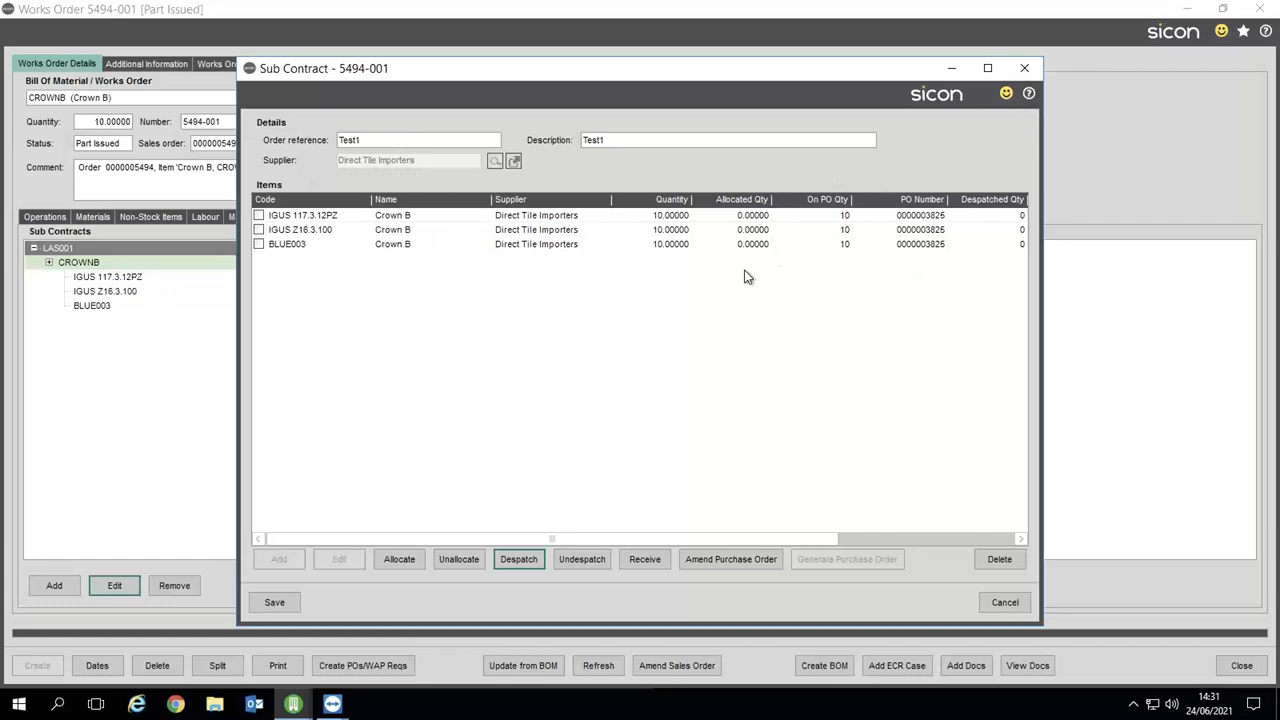 Works Order 5494-001 [Part Issued]
sicon
Works Order Details Additional Information Works Or
Bill Of Material / Works Order
CROWNB (Crown B)
Quantity: 10.00000 Number: 5494-001
Status: Part Issued Sales order: 000000549
Comment: Order 0000005494, Item 'Crown B, CRO
Operations Materials Non-Stock Items Labour M
Sub Contracts
LAS001
CROWNB
IGUS 117.3.12PZ
IGUS Z16.3.100
BLUE003
Add Edit Remove
Sub Contract - 5494-001
sicon
Details
Order reference: Test1 Description: Test1
Supplier: Direct Tile Importers
Items
Code Name Supplier Quantity Allocated Qty On PO Qty PO Number Despatched Qty
IGUS 117.3.12PZ Crown B Direct Tile Importers 10.00000 0.00000 10 0000003825 0
IGUS Z16.3.100 Crown B Direct Tile Importers 10.00000 0.00000 10 0000003825 0
BLUE003 Crown B Direct Tile Importers 10.00000 0.00000 10 0000003825 0
Add Edit Allocate Unallocate Despatch Undespatch Receive Amend Purchase Order Generate Purchase Order Delete
Save Cancel
Create Dates Delete Split Print Create POs/WAP Reqs Update from BOM Refresh Amend Sales Order Create BOM Add ECR Case Add Docs View Docs Close
14:31
24/06/2021